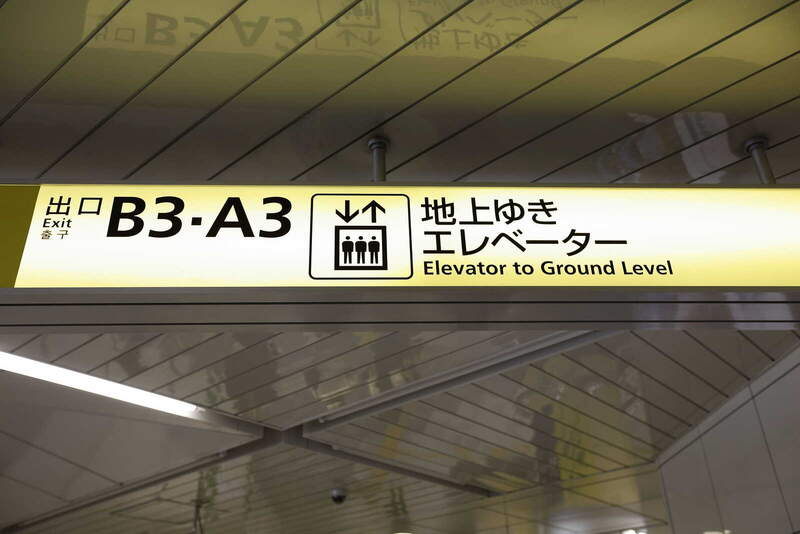 出口
Exit
출구
B3·A3
地上ゆき
エレベーター
Elevator to Ground Level